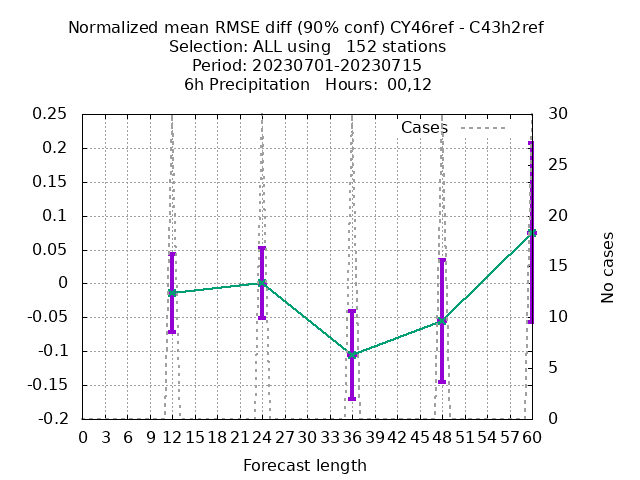 Normalized mean RMSE diff (90% conf) CY46ref - C43h2ref
Selection: ALL using   152 stations
Period: 20230701-20230715
6h Precipitation   Hours:  00,12
Cases
0.25
0.2
0.15
0.1
0.05
0
-0.05
-0.1
-0.15
-0.2
30
25
20
15
10
5
0
No cases
0 3 6 9 12 15 18 21 24 27 30 33 36 39 42 45 48 51 54 57 60
Forecast length